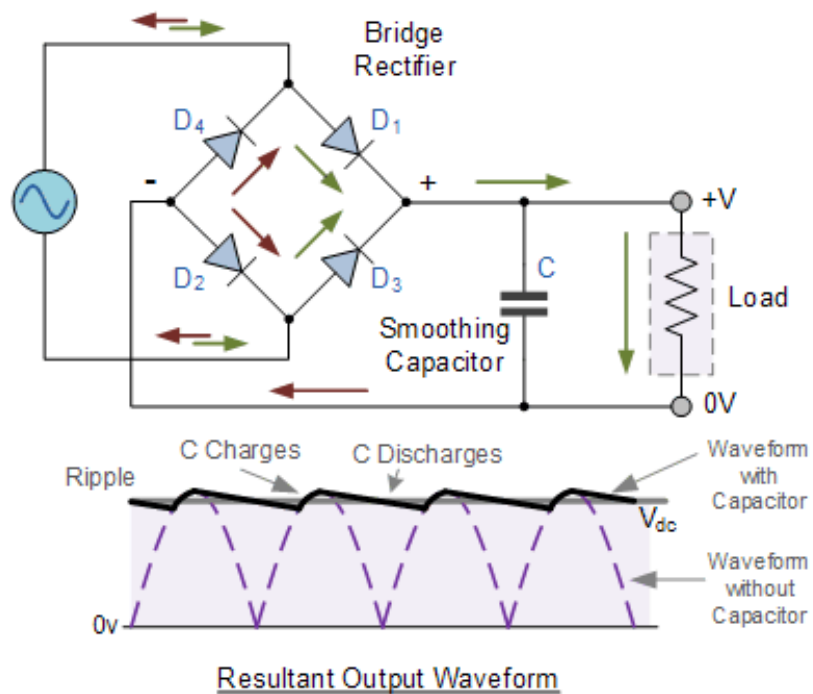 Bridge
Rectifier
D4
D1
-
+
+V
D2
D3
C
Load
Smoothing
Capacitor
0V
C Charges
C Discharges
Waveform
with
Capacitor
Ripple
Vdc
Waveform
without
Capacitor
0v
Resultant Output Waveform